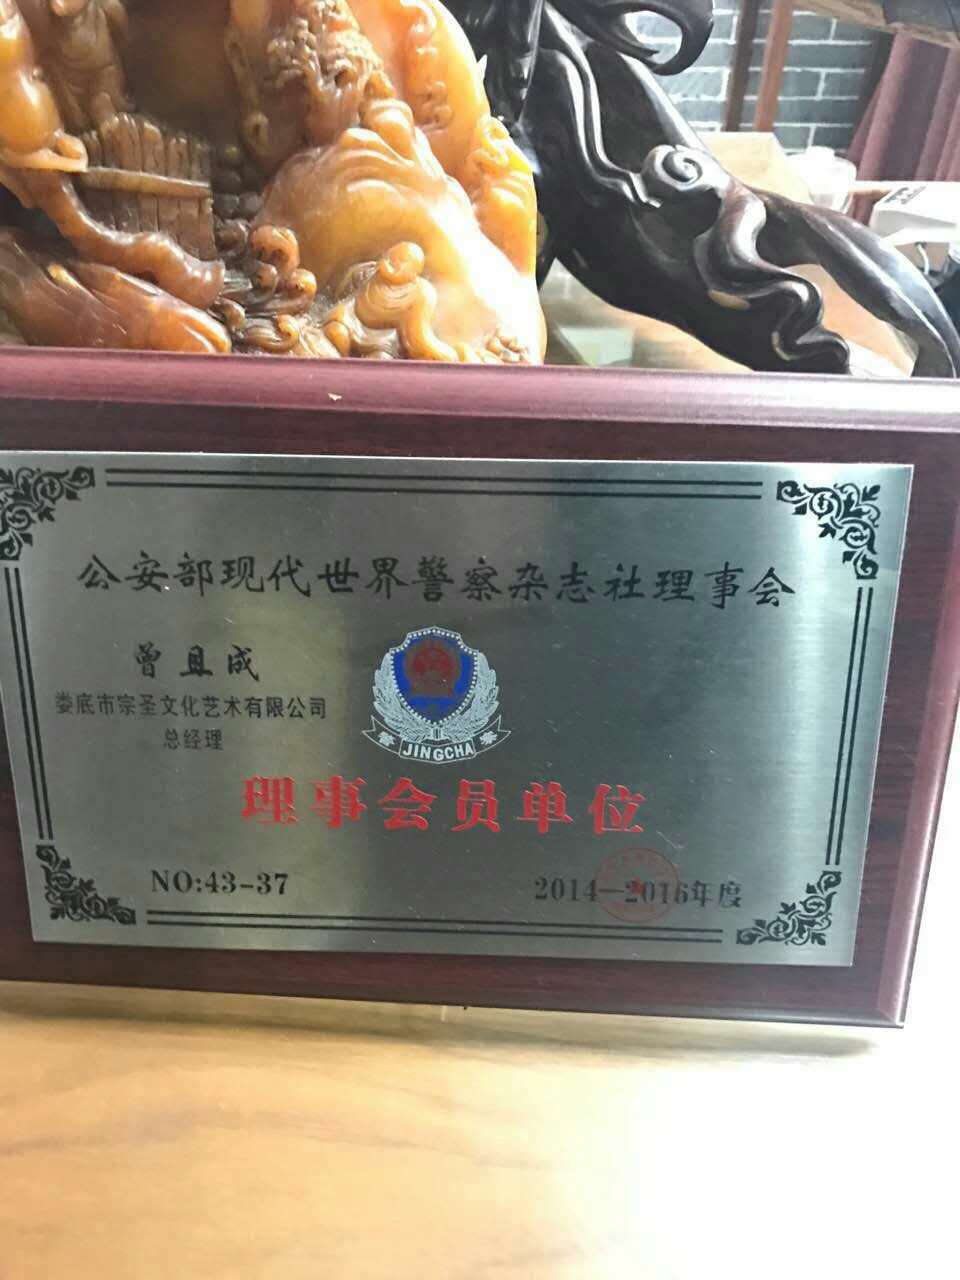 公安部现代世界警察杂志社理事会
曾且成
娄底市宗圣文化艺术有限公司
总经理
警 JINGCHA 察
理事会员单位
NO:43-37
2014—2016年度